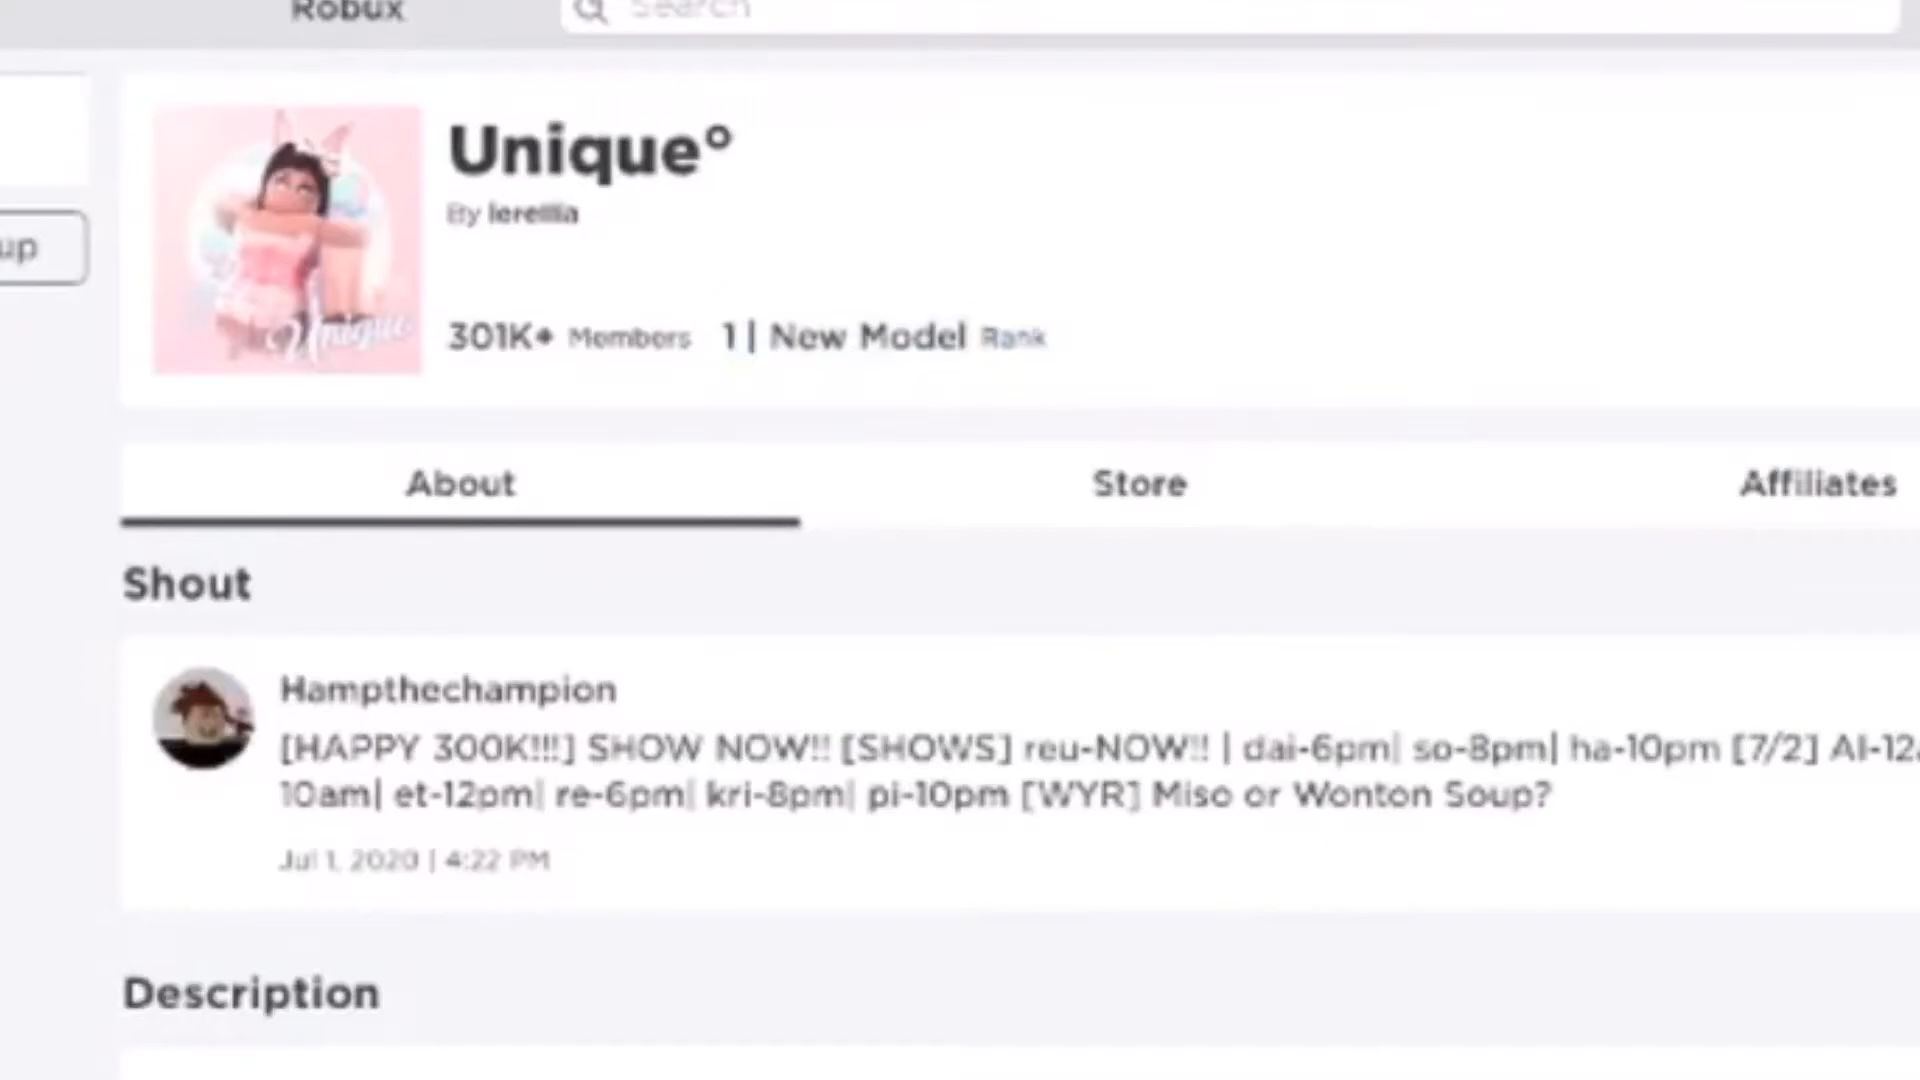 Robux
Search
up
Unique°
Unique
By lerellia
301K+ Members 1 | New Model Rank
About
Store
Affiliates
Shout
Hampthechampion
[HAPPY 300K!!!] SHOW NOW!! [SHOWS] reu-NOW!! | dai-6pm| so-8pm| ha-10pm [7/2] Al-12
10am| et-12pm| re-6pm| kri-8pm| pi-10pm [WYR] Miso or Wonton Soup?
Jul 1, 2020 | 4:22 PM
Description